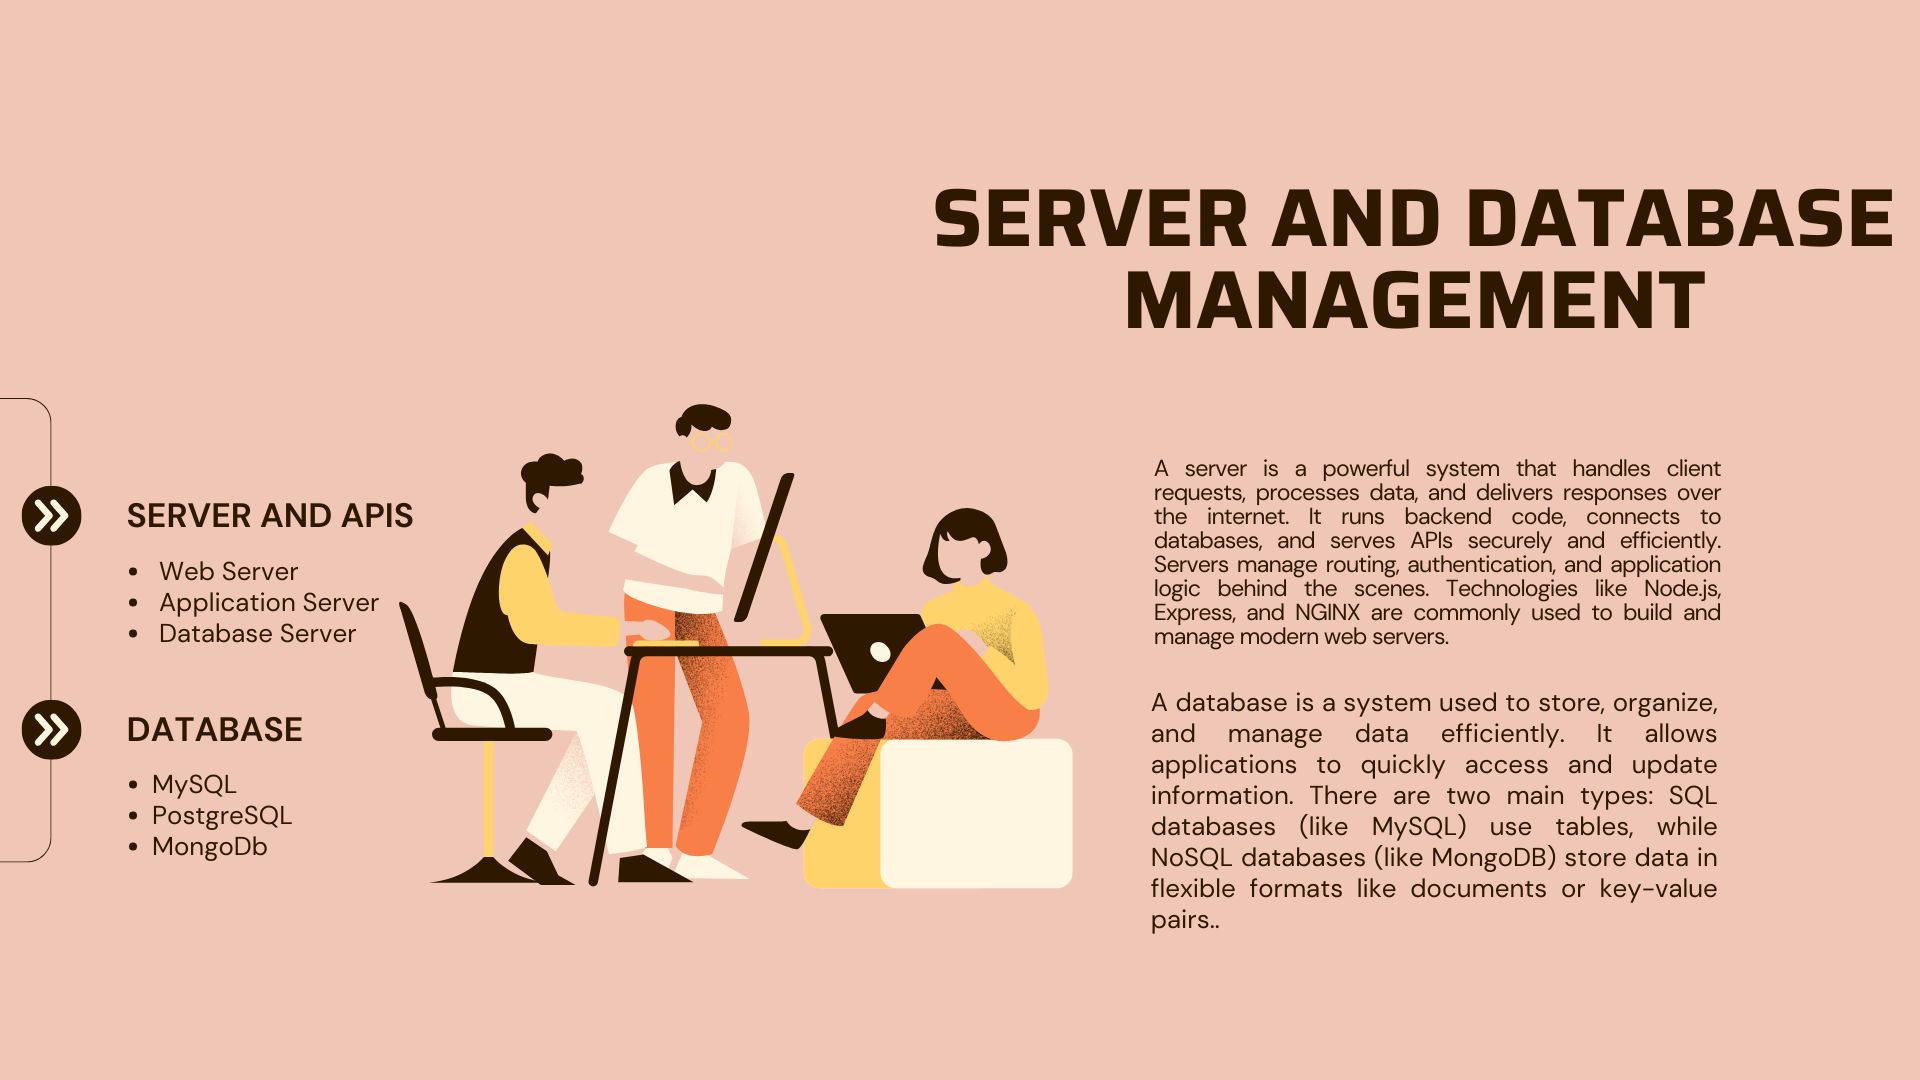 SERVER AND DATABASE
MANAGEMENT
SERVER AND APIS
• Web Server
• Application Server
• Database Server
DATABASE
• MySQL
• PostgreSQL
• MongoDb
A server is a powerful system that handles client
requests, processes data, and delivers responses over
the internet. It runs backend code, connects to
databases, and serves APIs securely and efficiently.
Servers manage routing, authentication, and application
logic behind the scenes. Technologies like Node.js,
Express, and NGINX are commonly used to build and
manage modern web servers.
A database is a system used to store, organize,
and manage data efficiently. It allows
applications to quickly access and update
information. There are two main types: SQL
databases (like MySQL) use tables, while
NoSQL databases (like MongoDB) store data in
flexible formats like documents or key-value
pairs..